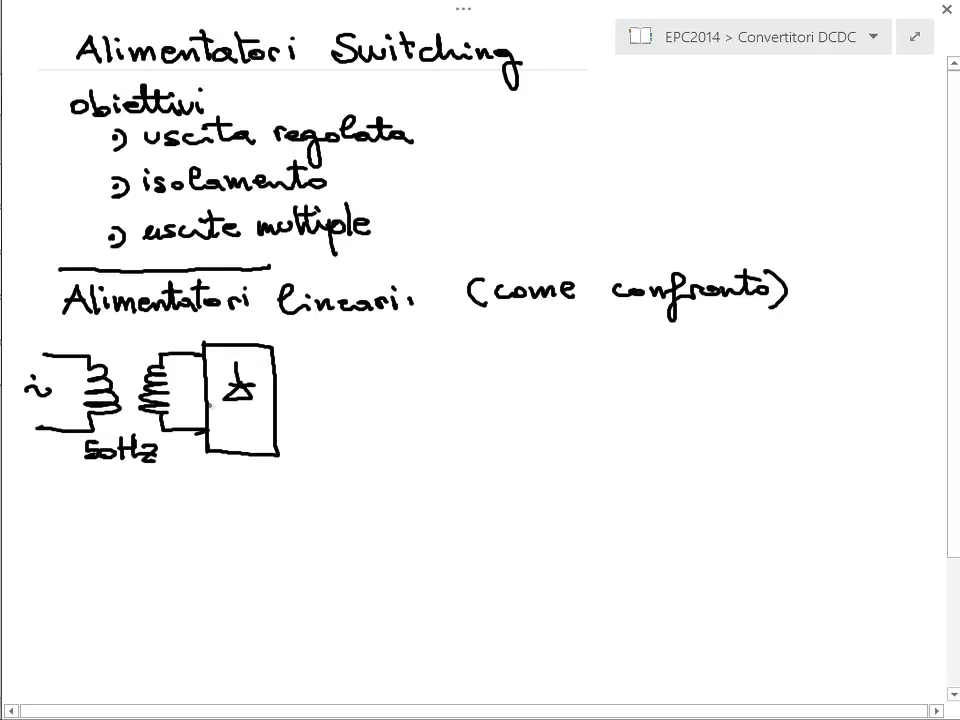 Alimentatori Switching
EPC2014 > Convertitori DCDC
obiettivi
.) uscita regolata
.) isolamento
.) uscite multiple
Alimentatori lineari. (come confronto)
50Hz